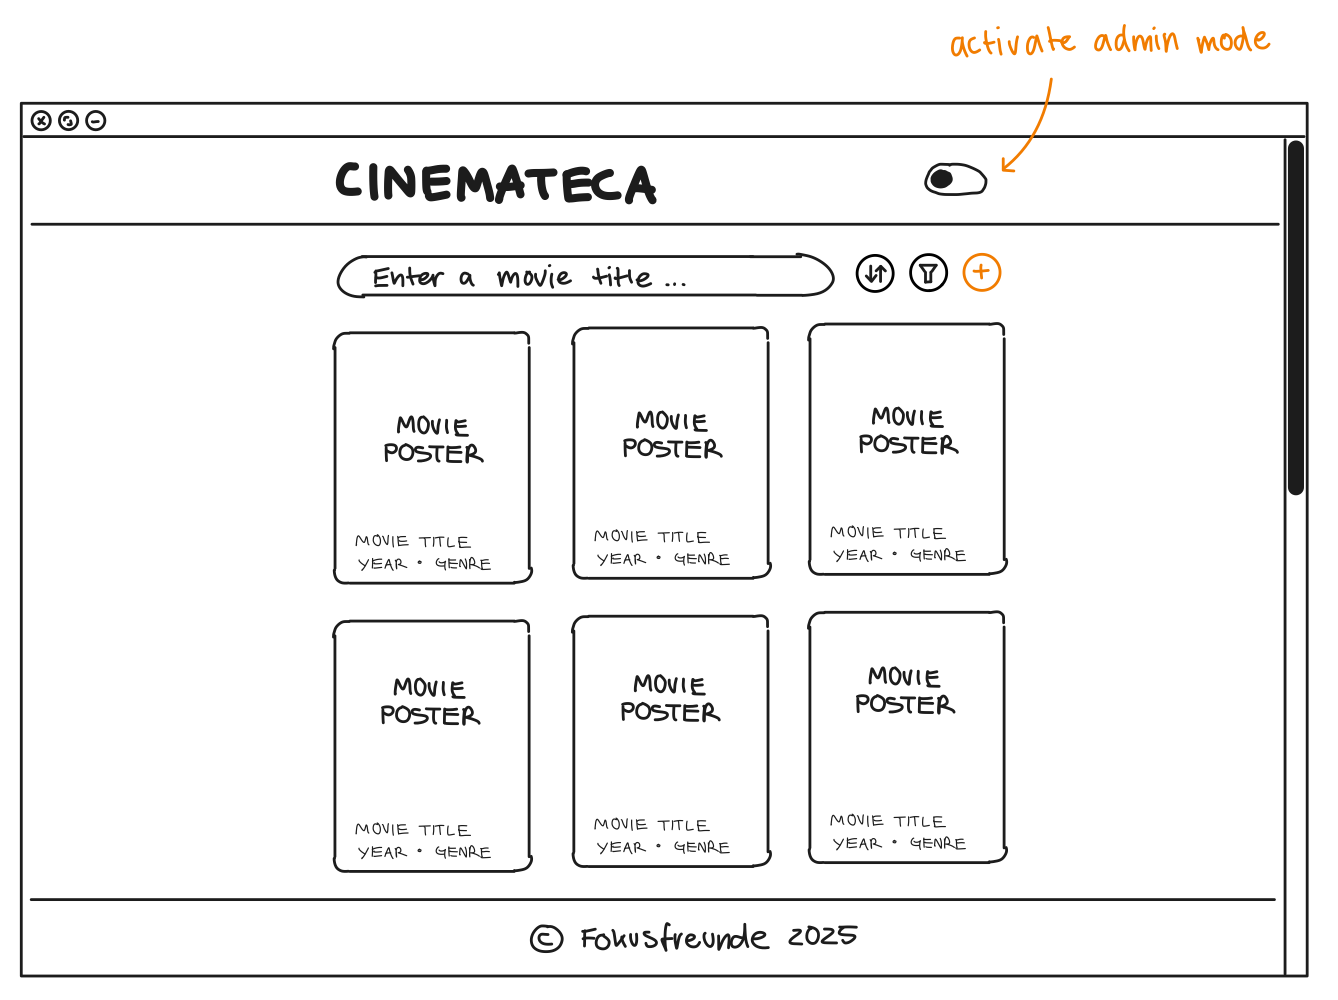 activate admin mode
CINEMATECA
Enter a movie title ...
MOVIE
POSTER
MOVIE TITLE
YEAR • GENRE
MOVIE
POSTER
MOVIE TITLE
YEAR • GENRE
MOVIE
POSTER
MOVIE TITLE
YEAR • GENRE
MOVIE
POSTER
MOVIE TITLE
YEAR • GENRE
MOVIE
POSTER
MOVIE TITLE
YEAR • GENRE
MOVIE
POSTER
MOVIE TITLE
YEAR • GENRE
© Fokusfreunde 2025